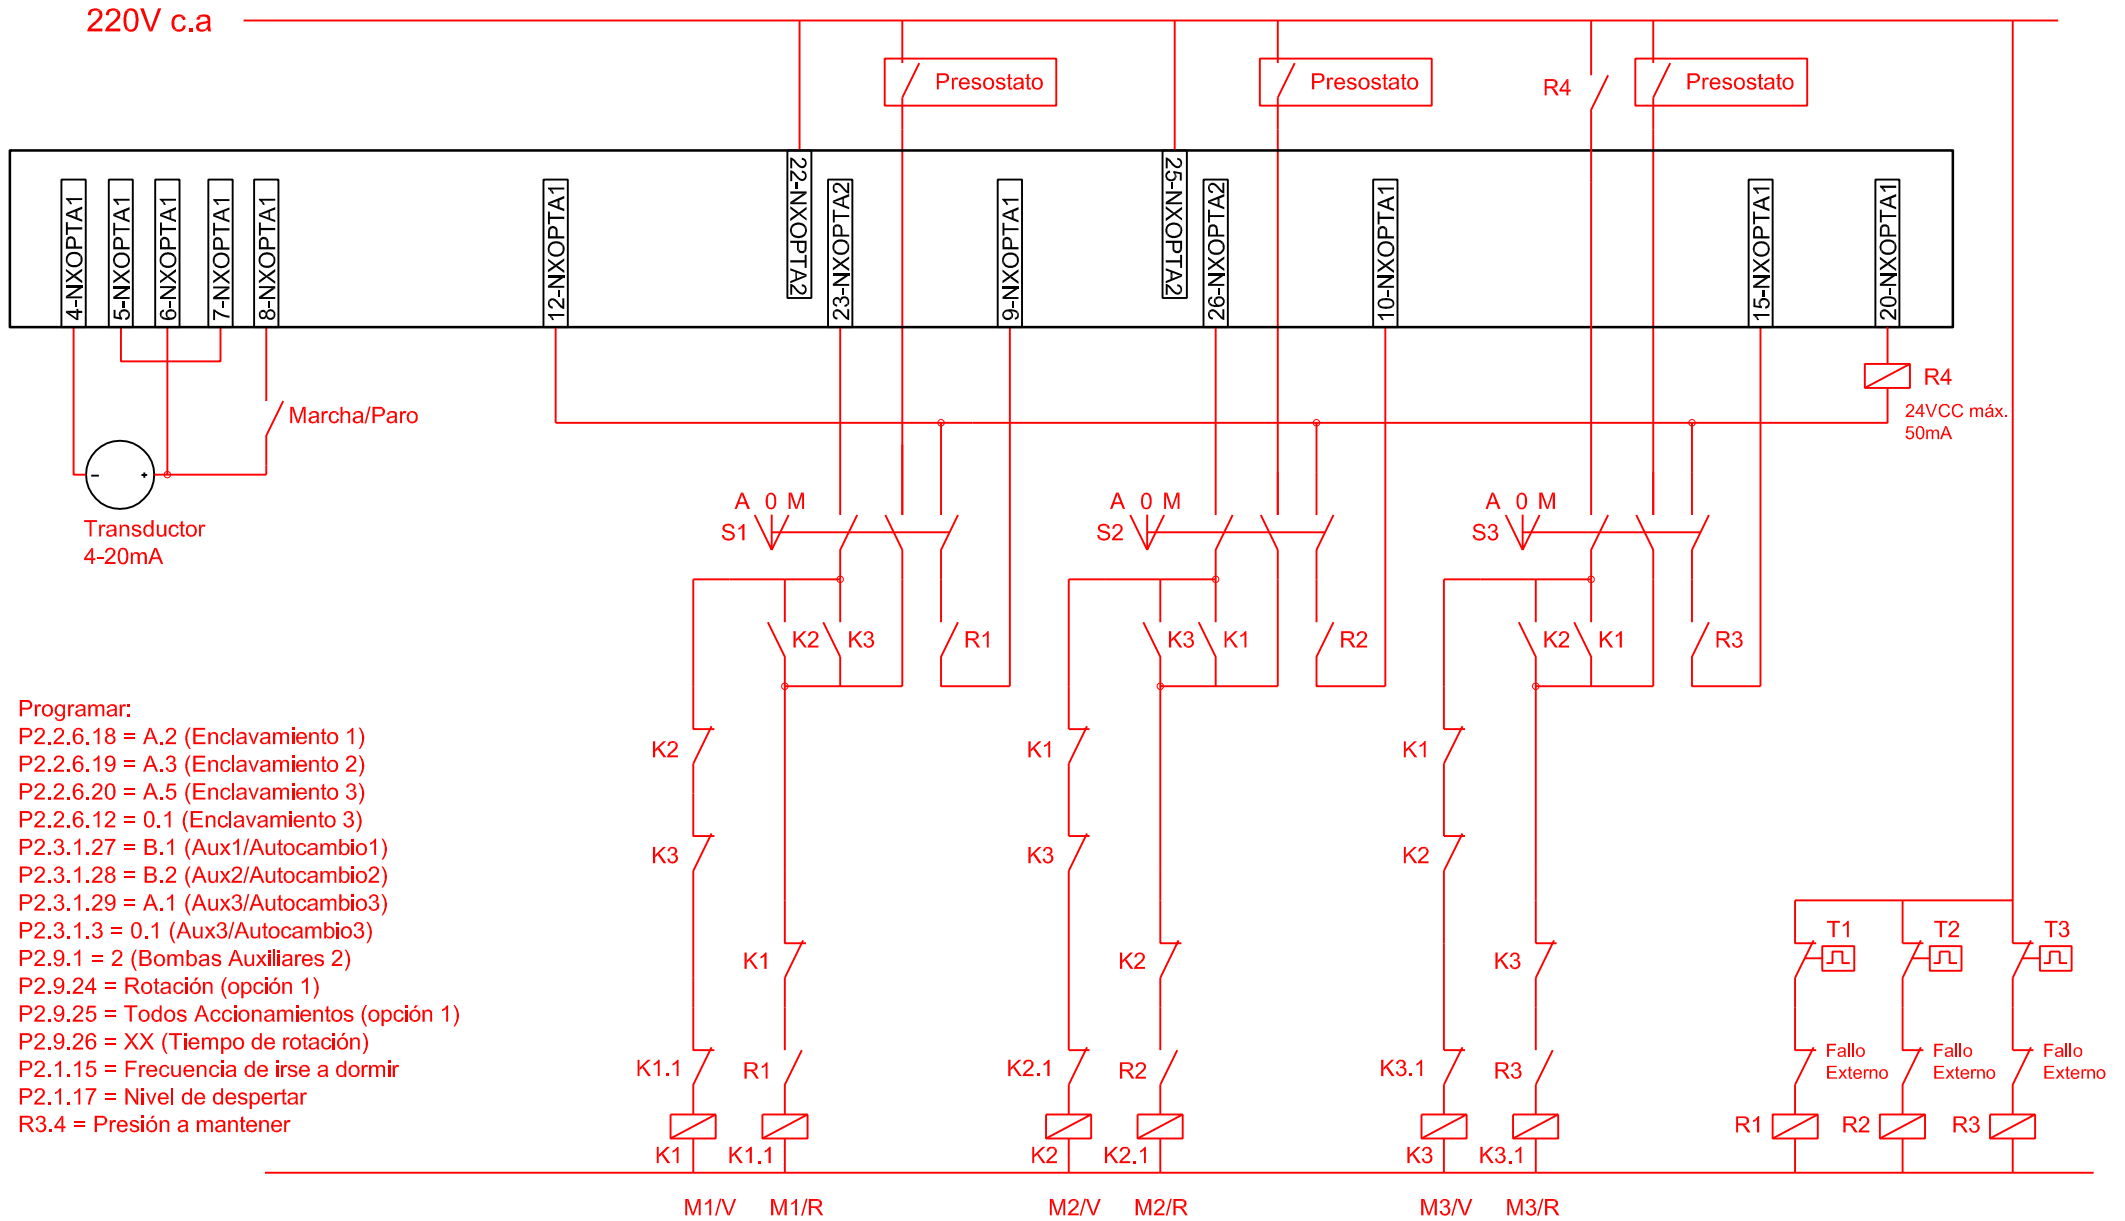 220V c.a
Presostato
Presostato
R4
Presostato
4-NXOPTA1
5-NXOPTA1
6-NXOPTA1
7-NXOPTA1
8-NXOPTA1
12-NXOPTA1
22-NXOPTA2
23-NXOPTA2
9-NXOPTA1
25-NXOPTA2
26-NXOPTA2
10-NXOPTA1
15-NXOPTA1
20-NXOPTA1
R4
24VCC máx.
50mA
Marcha/Paro
- +
Transductor
4-20mA
A 0 M
S1
A 0 M
S2
A 0 M
S3
K2 K3 R1
K3 K1 R2
K2 K1 R3
Programar:
P2.2.6.18 = A.2 (Enclavamiento 1)
P2.2.6.19 = A.3 (Enclavamiento 2)
P2.2.6.20 = A.5 (Enclavamiento 3)
P2.2.6.12 = 0.1 (Enclavamiento 3)
P2.3.1.27 = B.1 (Aux1/Autocambio1)
P2.3.1.28 = B.2 (Aux2/Autocambio2)
P2.3.1.29 = A.1 (Aux3/Autocambio3)
P2.3.1.3 = 0.1 (Aux3/Autocambio3)
P2.9.1 = 2 (Bombas Auxiliares 2)
P2.9.24 = Rotación (opción 1)
P2.9.25 = Todos Accionamientos (opción 1)
P2.9.26 = XX (Tiempo de rotación)
P2.1.15 = Frecuencia de irse a dormir
P2.1.17 = Nivel de despertar
R3.4 = Presión a mantener
K2
K1
K1
K3
K3
K2
K1
K2
K3
T1
T2
T3
K1.1
R1
K2.1
R2
K3.1
R3
Fallo
Externo
Fallo
Externo
Fallo
Externo
K1
K1.1
K2
K2.1
K3
K3.1
R1
R2
R3
M1/V M1/R
M2/V M2/R
M3/V M3/R